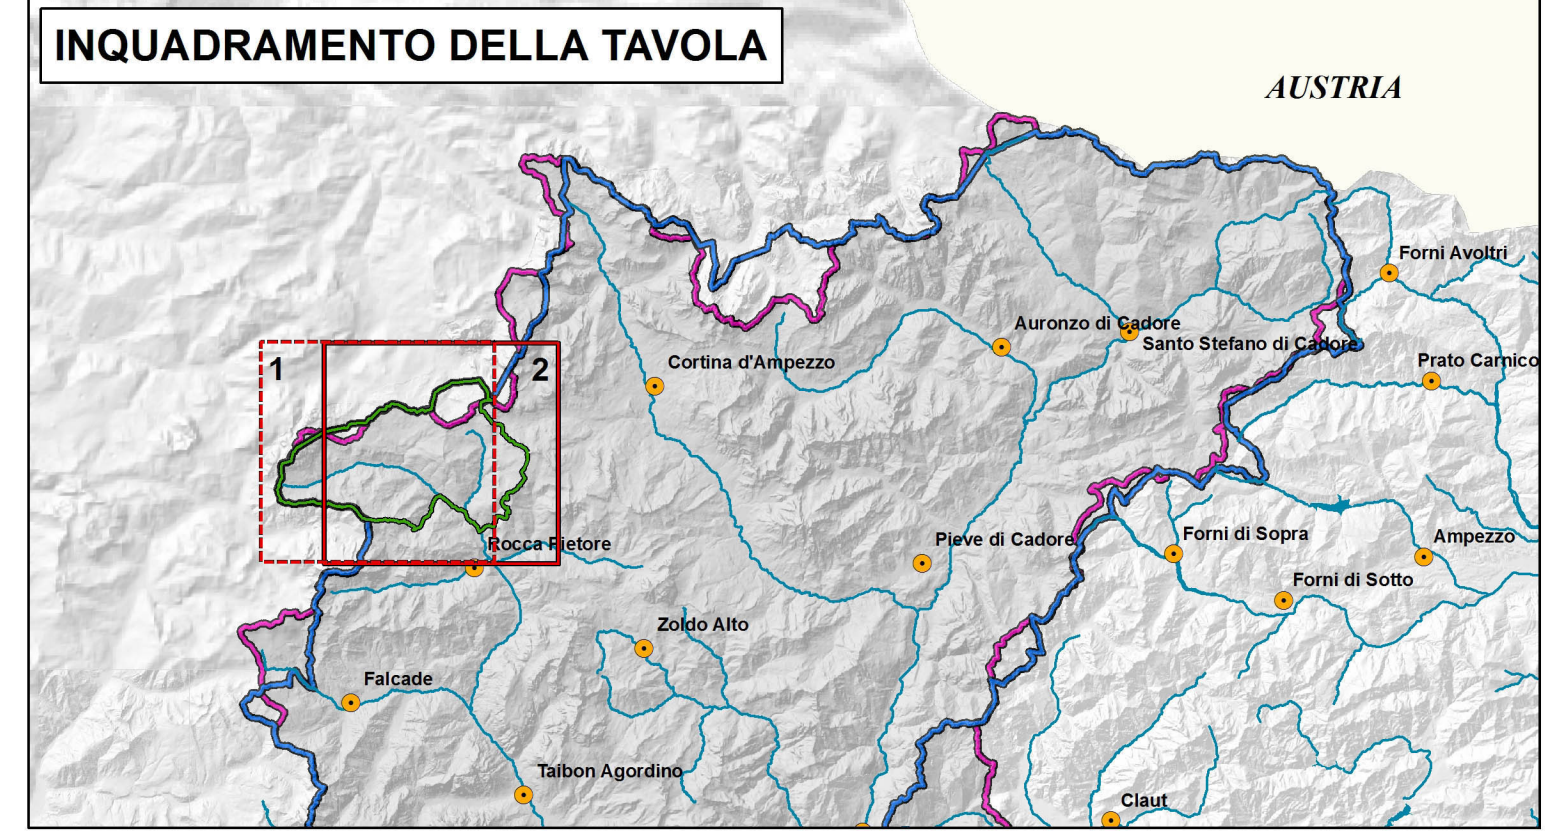 INQUADRAMENTO DELLA TAVOLA
AUSTRIA
Forni Avoltri
Auronzo di Cadore
Santo Stefano di Cadore
Prato Carnico
Cortina d'Ampezzo
1
2
Rocca Pietore
Pieve di Cadore
Forni di Sopra
Ampezzo
Forni di Sotto
Zoldo Alto
Falcade
Taibon Agordino
Claut